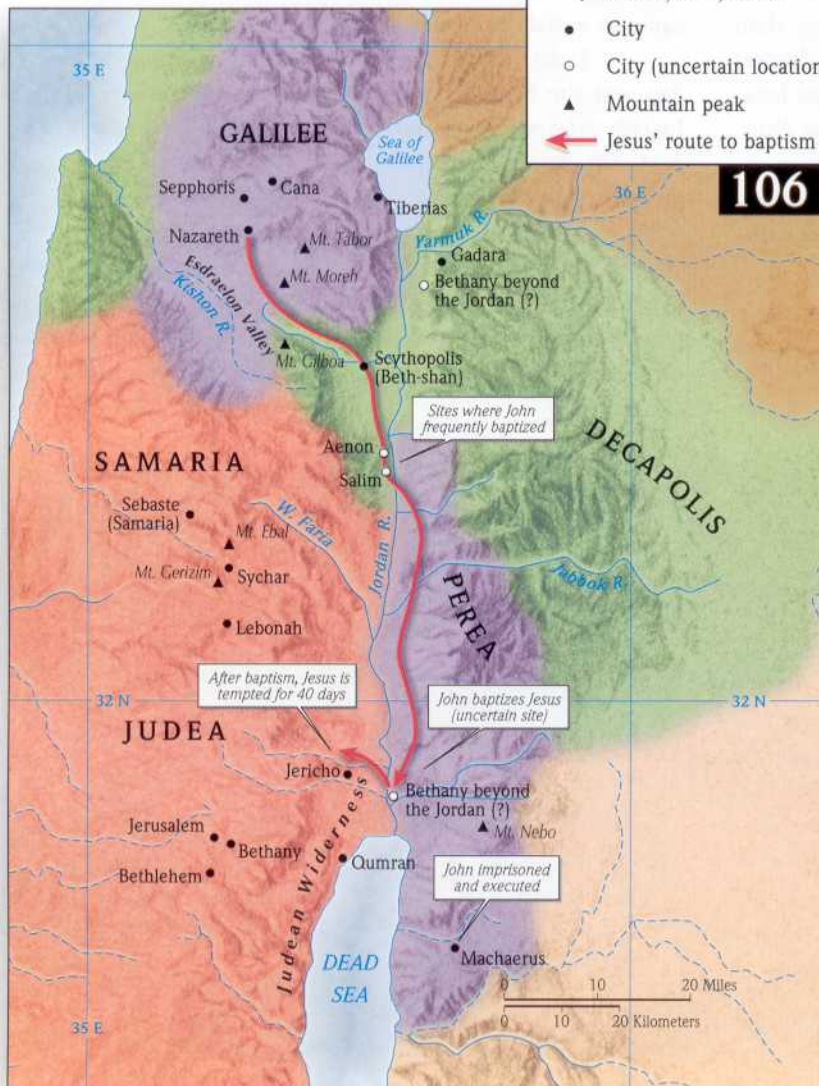 City
City (uncertain location
Mountain peak
Jesus' route to baptism
106
35 E
36 E
GALILEE
Sea of
Galilee
Sepphoris
Cana
Tiberias
Nazareth
Mt. Tabor
Yarmuk R.
Gadara
Mt. Moreh
Bethany beyond
the Jordan (?)
Esdraelon Valley
Kishon R.
Mt. Gilboa
Scythopolis
(Beth-shan)
Sites where John
frequently baptized
DECAPOLIS
Aenon
Salim
SAMARIA
Sebaste
(Samaria)
Mt. Ebal
W. Faria
Jordan R.
Mt. Gerizim
Sychar
PEREA
Jabbok R.
Lebonah
After baptism, Jesus is
tempted for 40 days
John baptizes Jesus
(uncertain site)
32 N
32 N
JUDEA
Jericho
Bethany beyond
the Jordan (?)
Mt. Nebo
Jerusalem
Bethany
Bethlehem
Judean Widerness
Qumran
John imprisoned
and executed
Machaerus
DEAD
SEA
0 10 20 Miles
0 10 20 Kilometers
35 E